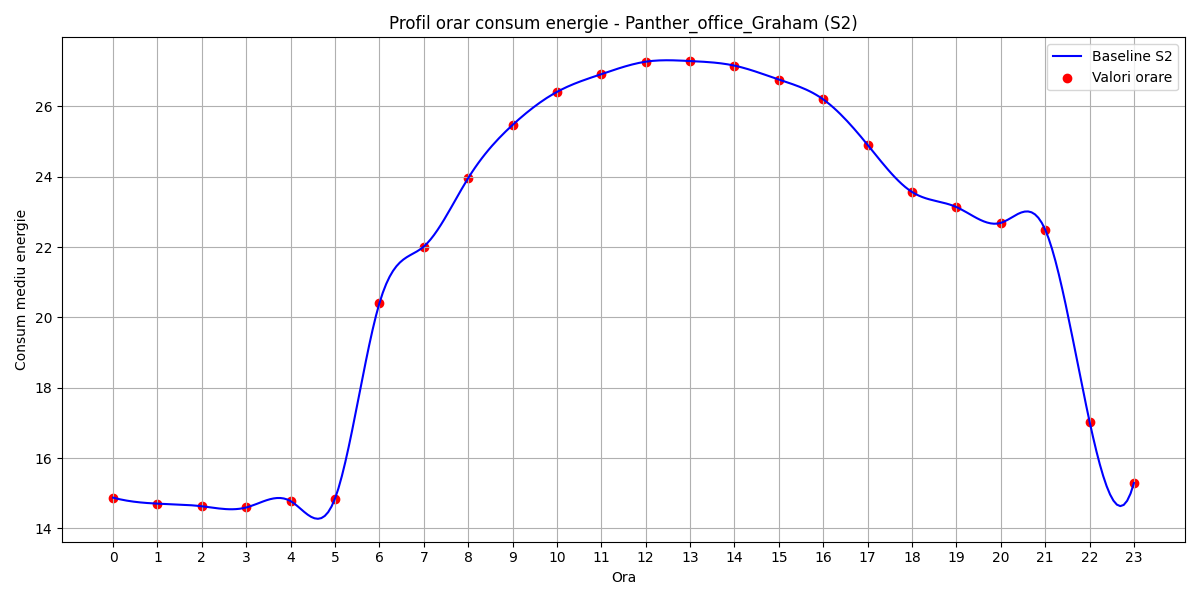 Profil orar consum energie - Panther_office_Graham (S2)
Baseline S2
Valori orare
Consum mediu energie
26
24
22
20
18
16
14
0 1 2 3 4 5 6 7 8 9 10 11 12 13 14 15 16 17 18 19 20 21 22 23
Ora